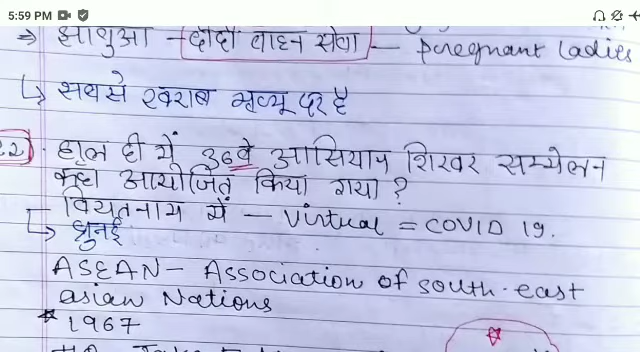 5:59 PM
⇒ झाबुआ - दीदी वाहन सेवा - pregnant ladies
↳ सबसे खराब मृत्यू दर है
22). हाल ही में 36वे आसियान शिखर सम्मेलन
कहा आयोजित किया गया ?
वियतनाम में - virtual = COVID 19.
↳
ASEAN - Association of south-east
asian Nations
* 1967